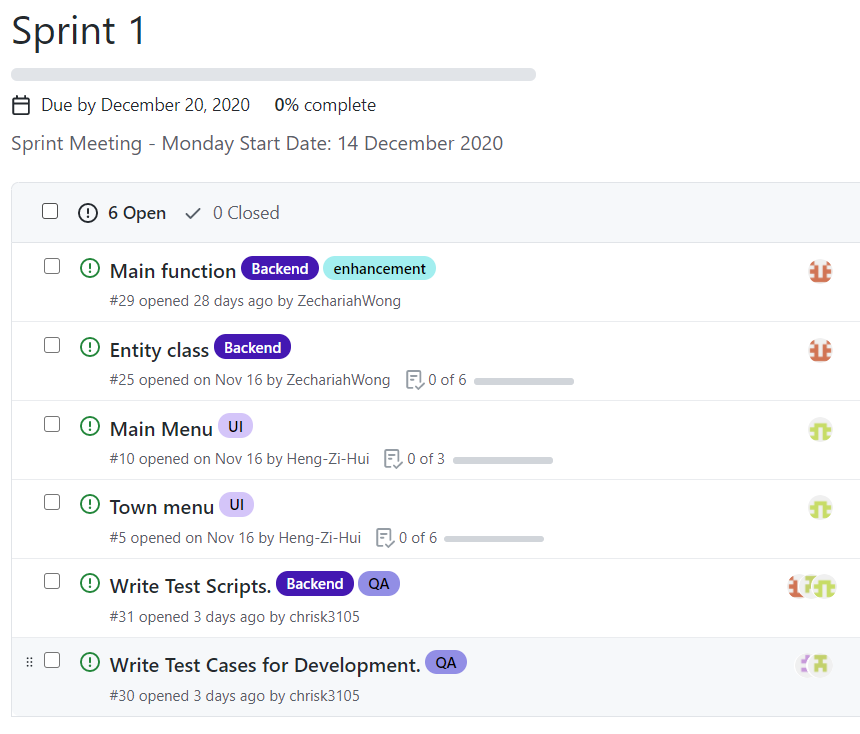 Sprint 1
Due by December 20, 2020 0% complete
Sprint Meeting - Monday Start Date: 14 December 2020
6 Open 0 Closed
Main function Backend enhancement
#29 opened 28 days ago by ZechariahWong
Entity class Backend
#25 opened on Nov 16 by ZechariahWong 0 of 6
Main Menu UI
#10 opened on Nov 16 by Heng-Zi-Hui 0 of 3
Town menu UI
#5 opened on Nov 16 by Heng-Zi-Hui 0 of 6
Write Test Scripts. Backend QA
#31 opened 3 days ago by chrisk3105
Write Test Cases for Development. QA
#30 opened 3 days ago by chrisk3105